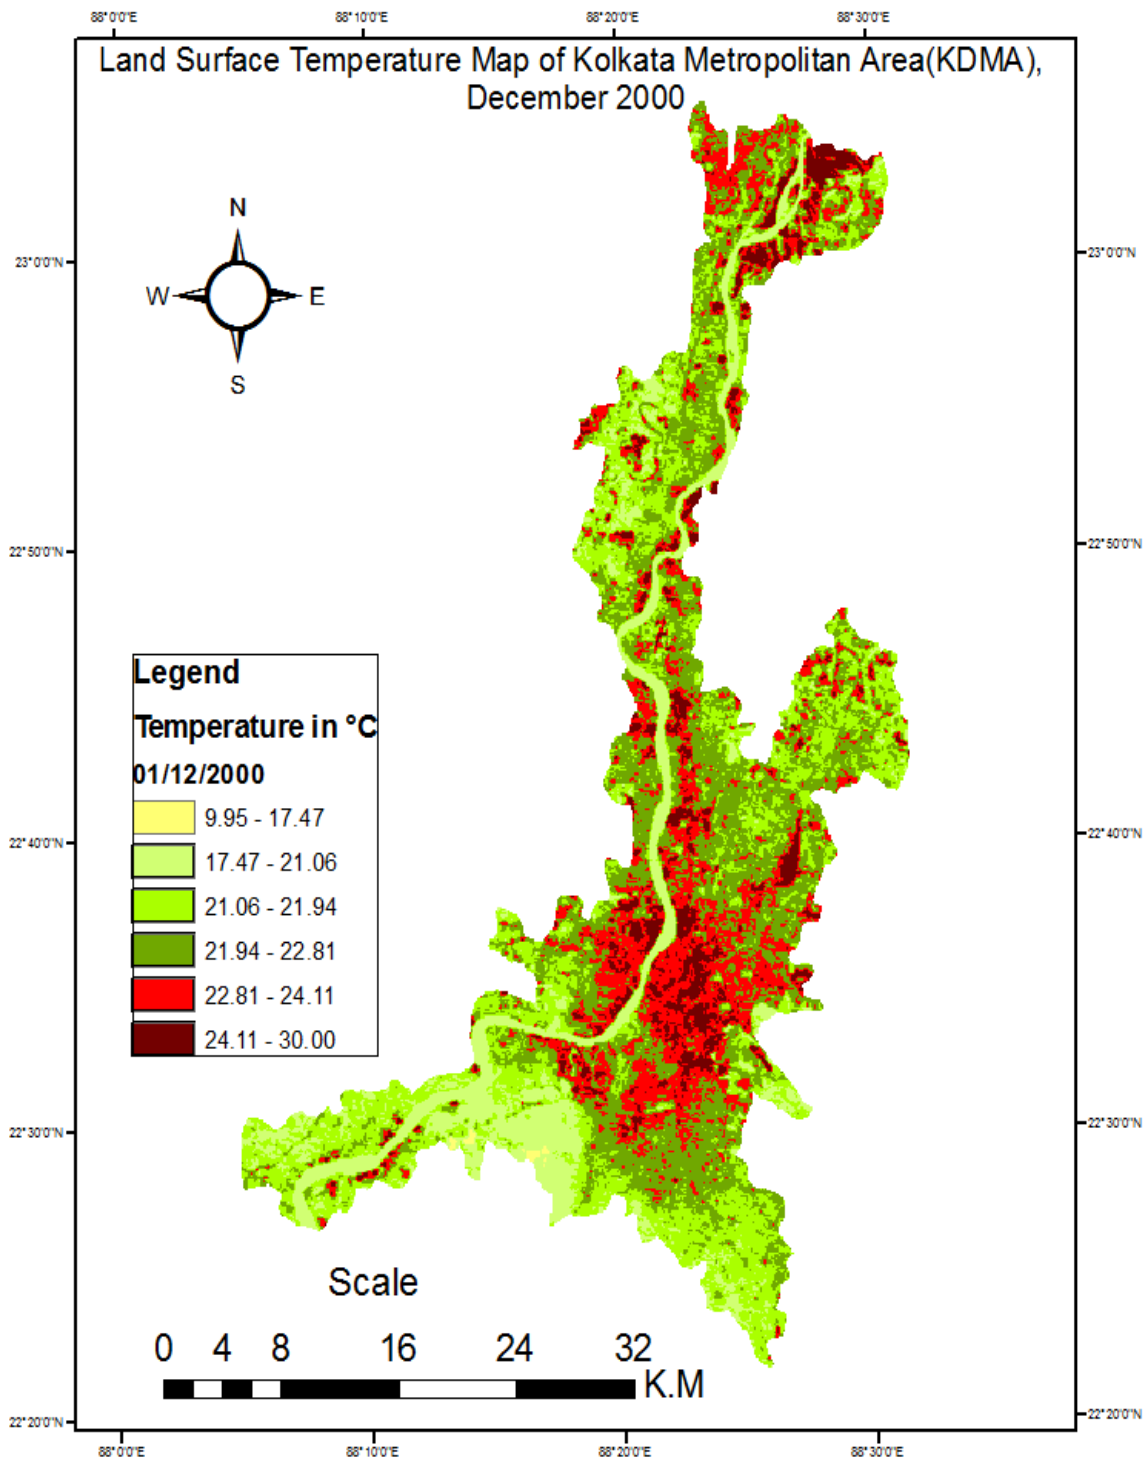 88°0'0"E 88°10'0"E 88°20'0"E 88°30'0"E
Land Surface Temperature Map of Kolkata Metropolitan Area(KDMA),
December 2000
N
W E
S
23°0'0"N 23°0'0"N
22°50'0"N 22°50'0"N
Legend
Temperature in °C
01/12/2000
9.95 - 17.47
17.47 - 21.06
21.06 - 21.94
21.94 - 22.81
22.81 - 24.11
24.11 - 30.00
22°40'0"N 22°40'0"N
22°30'0"N 22°30'0"N
Scale
0 4 8 16 24 32
K.M
22°20'0"N 22°20'0"N
88°0'0"E 88°10'0"E 88°20'0"E 88°30'0"E